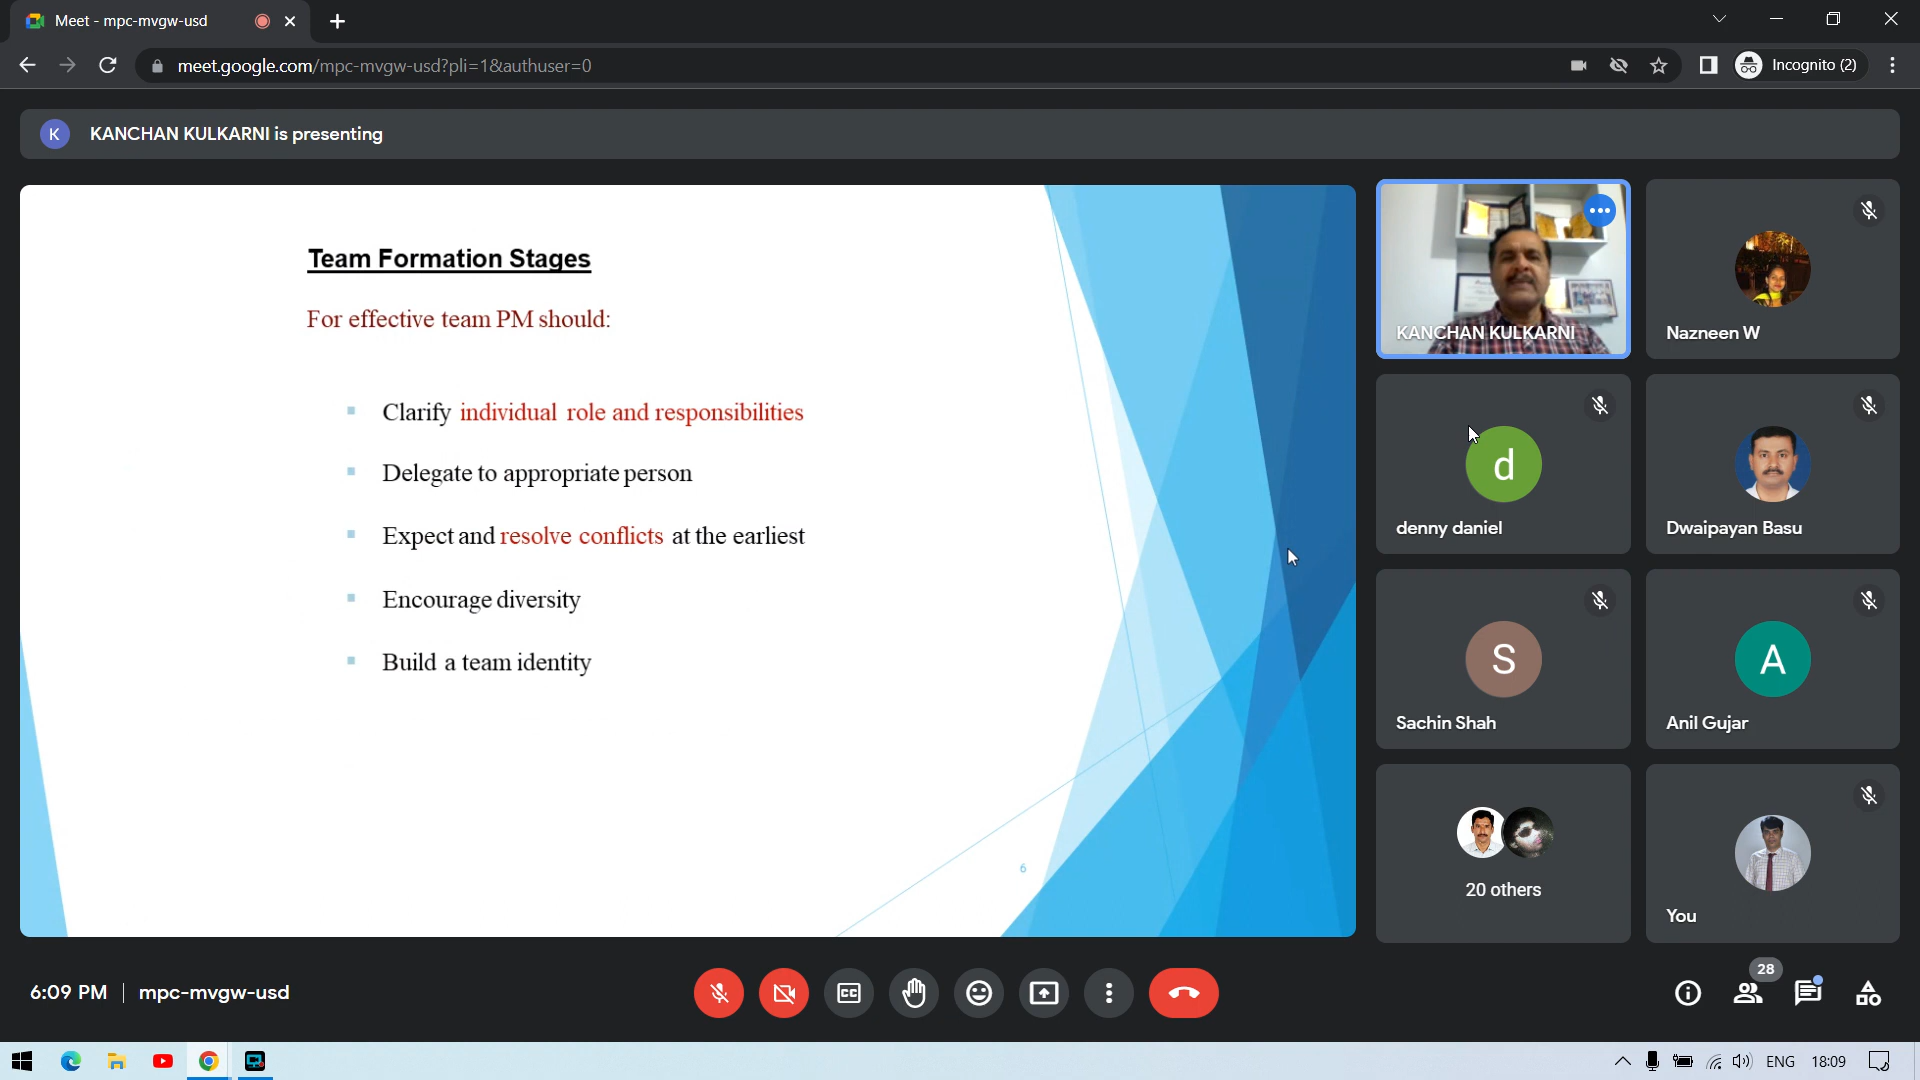 Meet - mpc-mvgw-usd
meet.google.com/mpc-mvgw-usd?pli=1&authuser=0
Incognito (2)
K
KANCHAN KULKARNI is presenting
Team Formation Stages
For effective team PM should:
Clarify individual role and responsibilities
Delegate to appropriate person
Expect and resolve conflicts at the earliest
Encourage diversity
Build a team identity
6
KANCHAN KULKARNI
Nazneen W
d
denny daniel
Dwaipayan Basu
S
Sachin Shah
A
Anil Gujar
20 others
You
6:09 PM | mpc-mvgw-usd
CC
28
ENG
18:09